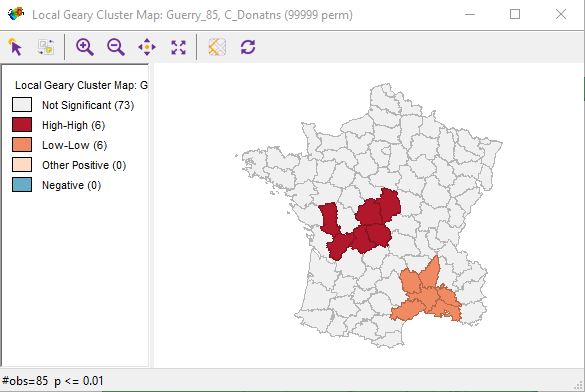 Local Geary Cluster Map: Guerry_85, C_Donatns (99999 perm)
Local Geary Cluster Map: G
Not Significant (73)
High-High (6)
Low-Low (6)
Other Positive (0)
Negative (0)
#obs=85 p <= 0.01